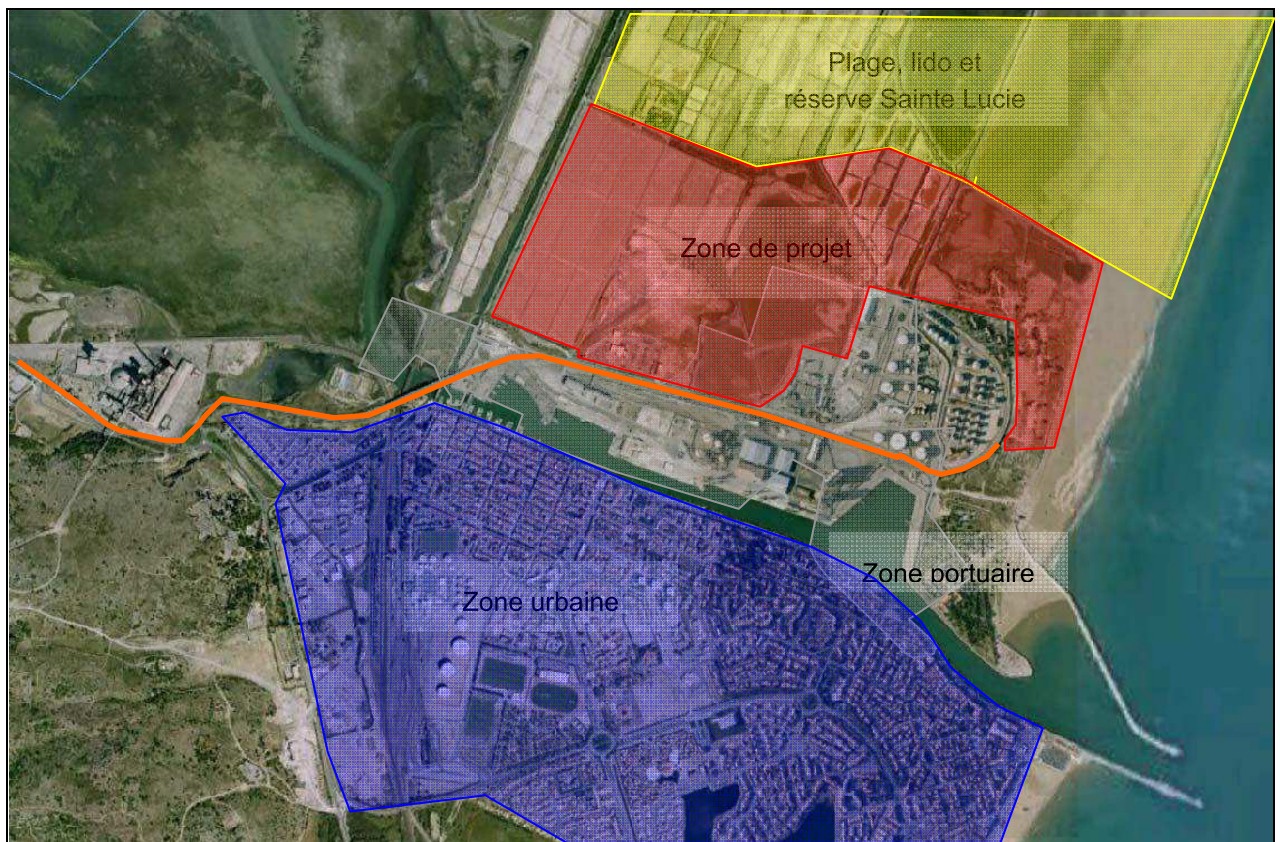 Plage, lido et
réserve Sainte Lucie
Zone de projet
Zone portuaire
Zone urbaine